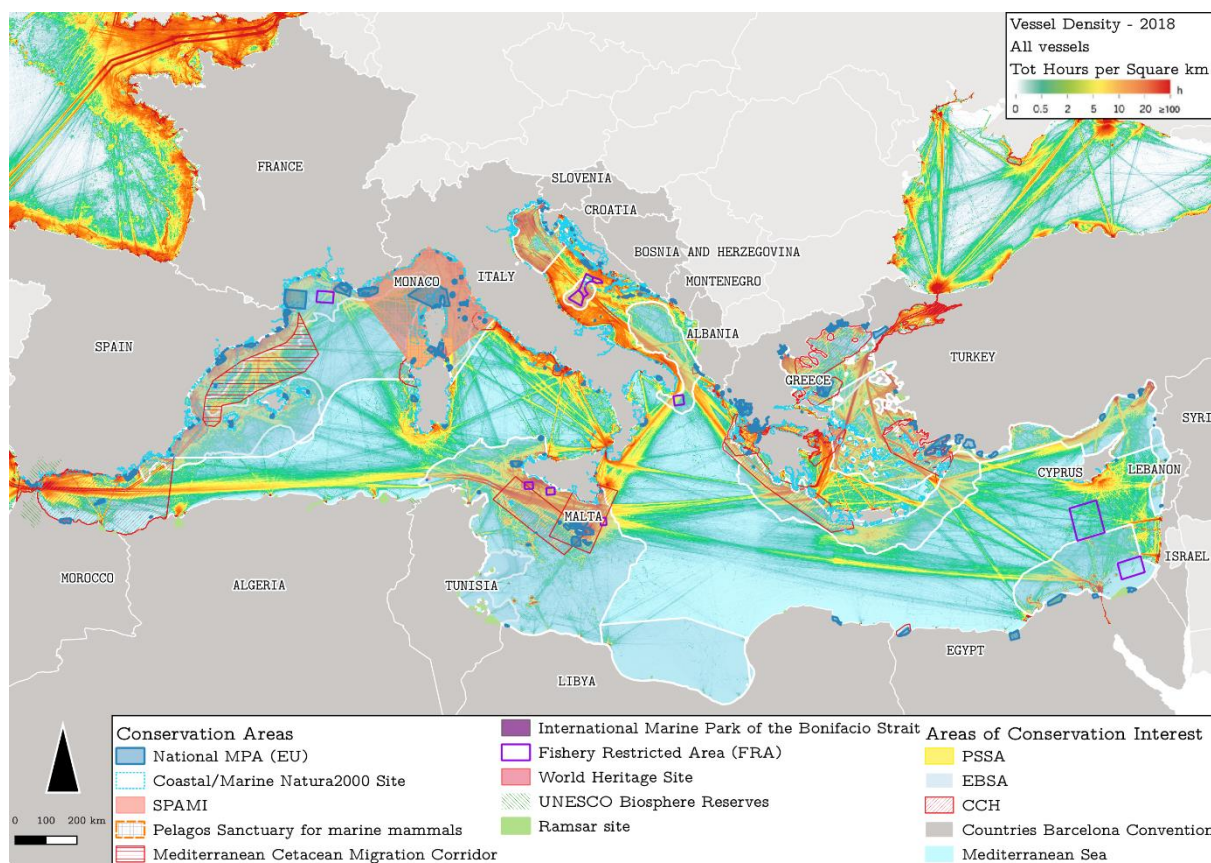 Vessel Density - 2018
All vessels
Tot Hours per Square km
h
0 0.5 2 5 10 20 ≥100
FRANCE
SLOVENIA
CROATIA
BOSNIA AND HERZEGOVINA
MONACO
ITALY
MONTENEGRO
ALBANIA
SPAIN
GREECE
TURKEY
SYRI
CYPRUS
LEBANON
MALTA
ISRAEL
MOROCCO
ALGERIA
TUNISIA
EGYPT
LIBYA
0 100 200 km
Conservation Areas
National MPA (EU)
Coastal/Marine Natura2000 Site
SPAMI
Pelagos Sanctuary for marine mammals
Mediterranean Cetacean Migration Corridor
International Marine Park of the Bonifacio Strait
Fishery Restricted Area (FRA)
World Heritage Site
UNESCO Biosphere Reserves
Ramsar site
Areas of Conservation Interest
PSSA
EBSA
CCH
Countries Barcelona Convention
Mediterranean Sea